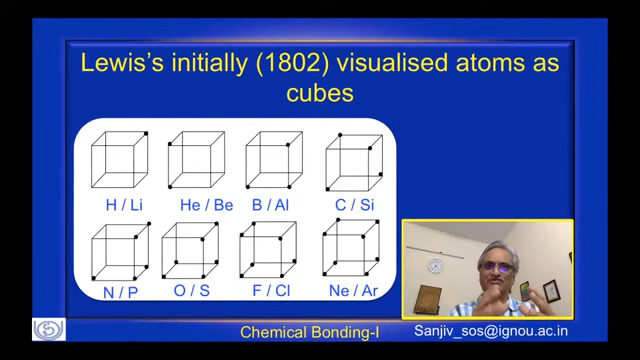 Lewis's initially (1802) visualised atoms as
cubes
H / Li
He / Be
B / Al
C / Si
N / P
O / S
F / Cl
Ne / Ar
Chemical Bonding-I
Sanjiv_sos@ignou.ac.in